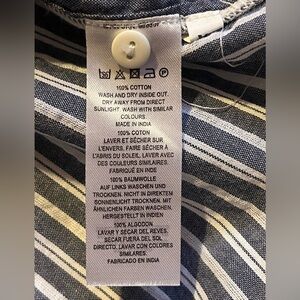 100% COTTON
WASH AND DRY INSIDE OUT.
DRY AWAY FROM DIRECT
SUNLIGHT. WASH WITH SIMILAR
COLOURS.
MADE IN INDIA
100% COTON
LAVER ET SÉCHER SUR
L'ENVERS. FAIRE SÉCHER À
L'ABRIS DU SOLEIL. LAVER AVEC
DES COULEURS SIMILAIRES.
FABRIQUÉ EN INDE
100% BAUMWOLLE
AUF LINKS WASCHEN UND
TROCKNEN. NICHT IN DIREKTEM
SONNENLICHT TROCKNEN. MIT
ÄHNLICHEN FARBEN WASCHEN.
HERGESTELLT IN INDIEN
100% ALGODON
LAVAR Y SECAR DEL REVES.
SECAR FUERA DEL SOL
DIRECTO. LAVAR CON COLORES
SIMILARES.
FABRICADO EN INDIA